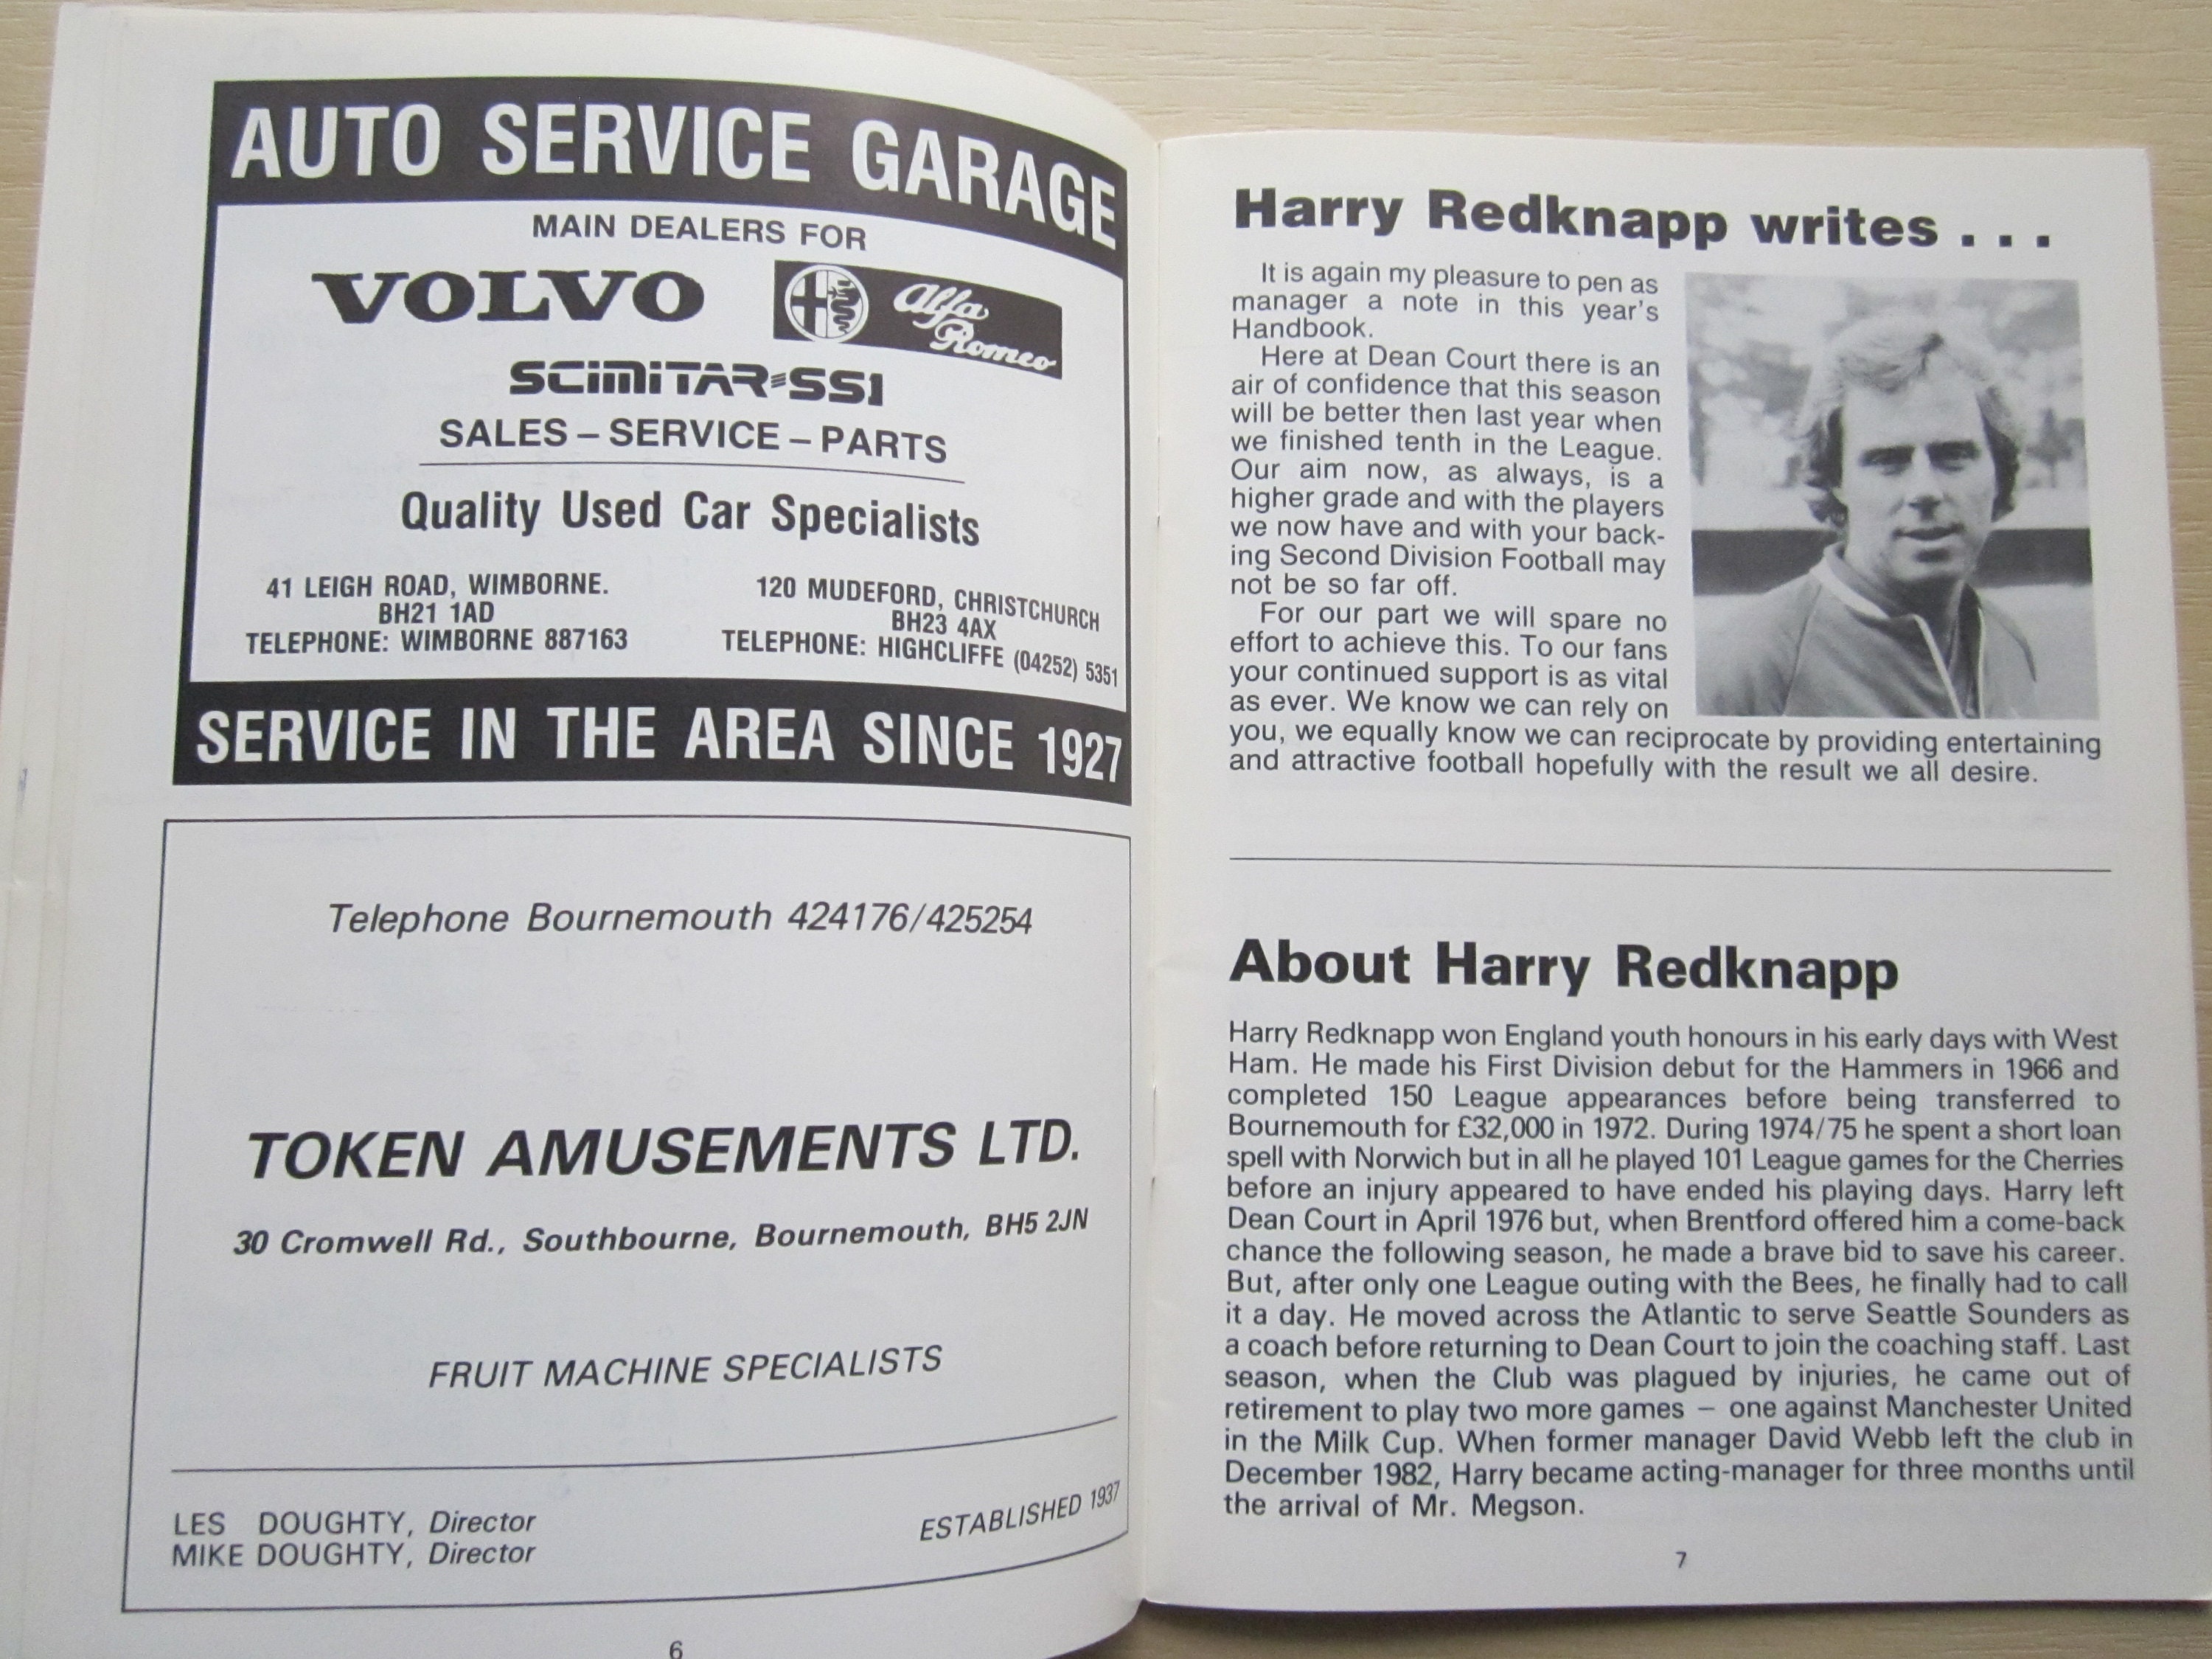 AUTO SERVICE GARAGE
MAIN DEALERS FOR
VOLVO
Alfa
Romeo
SCIMITAR SS1
SALES – SERVICE – PARTS
Quality Used Car Specialists
41 LEIGH ROAD, WIMBORNE.
BH21 1AD
TELEPHONE: WIMBORNE 887163
120 MUDEFORD, CHRISTCHURCH
BH23 4AX
TELEPHONE: HIGHCLIFFE (04252) 5351
SERVICE IN THE AREA SINCE 1927
Telephone Bournemouth 424176/425254
TOKEN AMUSEMENTS LTD.
30 Cromwell Rd., Southbourne, Bournemouth, BH5 2JN
FRUIT MACHINE SPECIALISTS
LES DOUGHTY, Director
MIKE DOUGHTY, Director
ESTABLISHED 1937
6
Harry Redknapp writes . . .
It is again my pleasure to pen as
manager a note in this year's
Handbook.
Here at Dean Court there is an
air of confidence that this season
will be better then last year when
we finished tenth in the League.
Our aim now, as always, is a
higher grade and with the players
we now have and with your back-
ing Second Division Football may
not be so far off.
For our part we will spare no
effort to achieve this. To our fans
your continued support is as vital
as ever. We know we can rely on
you, we equally know we can reciprocate by providing entertaining
and attractive football hopefully with the result we all desire.
About Harry Redknapp
Harry Redknapp won England youth honours in his early days with West
Ham. He made his First Division debut for the Hammers in 1966 and
completed 150 League appearances before being transferred to
Bournemouth for £32,000 in 1972. During 1974/75 he spent a short loan
spell with Norwich but in all he played 101 League games for the Cherries
before an injury appeared to have ended his playing days. Harry left
Dean Court in April 1976 but, when Brentford offered him a come-back
chance the following season, he made a brave bid to save his career.
But, after only one League outing with the Bees, he finally had to call
it a day. He moved across the Atlantic to serve Seattle Sounders as
a coach before returning to Dean Court to join the coaching staff. Last
season, when the Club was plagued by injuries, he came out of
retirement to play two more games – one against Manchester United
in the Milk Cup. When former manager David Webb left the club in
December 1982, Harry became acting-manager for three months until
the arrival of Mr. Megson.
7